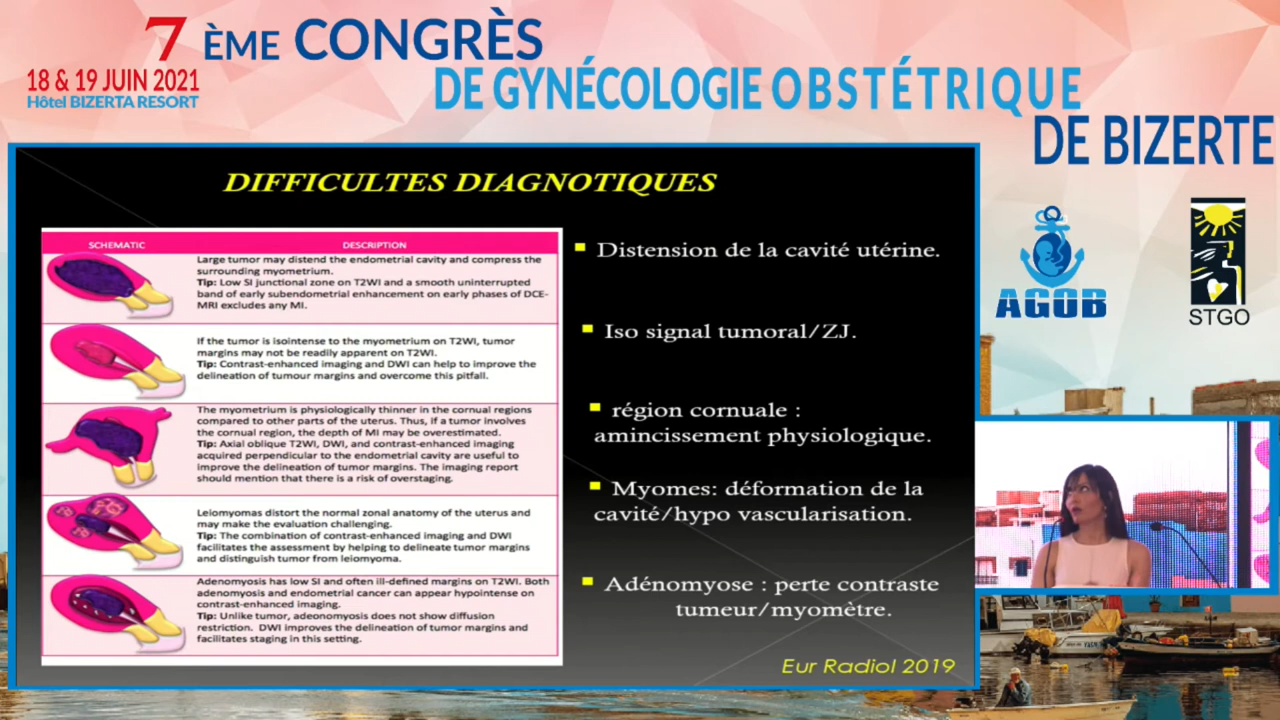 7 ÈME CONGRÈS
18 & 19 JUIN 2021
Hôtel BIZERTA RESORT
DE GYNÉCOLOGIE OBSTÉTRIQUE
DE BIZERTE
AGOB
STGO
DIFFICULTES DIAGNOTIQUES
SCHEMATIC DESCRIPTION
Large tumor may distend the endometrial cavity and compress the
surrounding myometrium.
Tip: Low SI junctional zone on T2WI and a smooth uninterrupted
band of early subendometrial enhancement on early phases of DCE-
MRI excludes any MI.
If the tumor is isointense to the myometrium on T2WI, tumor
margins may not be readily apparent on T2WI.
Tip: Contrast-enhanced imaging and DWI can help to improve the
delineation of tumour margins and overcome this pitfall.
The myometrium is physiologically thinner in the cornual regions
compared to other parts of the uterus. Thus, if a tumor involves
the cornual region, the depth of MI may be overestimated.
Tip: Axial oblique T2WI, DWI, and contrast-enhanced imaging
acquired perpendicular to the endometrial cavity are useful to
improve the delineation of tumor margins. The imaging report
should mention that there is a risk of overstaging.
Leiomyomas distort the normal zonal anatomy of the uterus and
may make the evaluation challenging.
Tip: The combination of contrast-enhanced imaging and DWI
facilitates the assessment by helping to delineate tumor margins
and distinguish tumor from leiomyoma.
Adenomyosis has low SI and often ill-defined margins on T2WI. Both
adenomyosis and endometrial cancer can appear hypointense on
contrast-enhanced imaging.
Tip: Unlike tumor, adeonomyosis does not show diffusion
restriction. DWI improves the delineation of tumor margins and
facilitates staging in this setting.
Distension de la cavité utérine.
Iso signal tumoral/ZJ.
région cornuale :
amincissement physiologique.
Myomes: déformation de la
cavité/hypo vascularisation.
Adénomyose : perte contraste
tumeur/myomètre.
Eur Radiol 2019